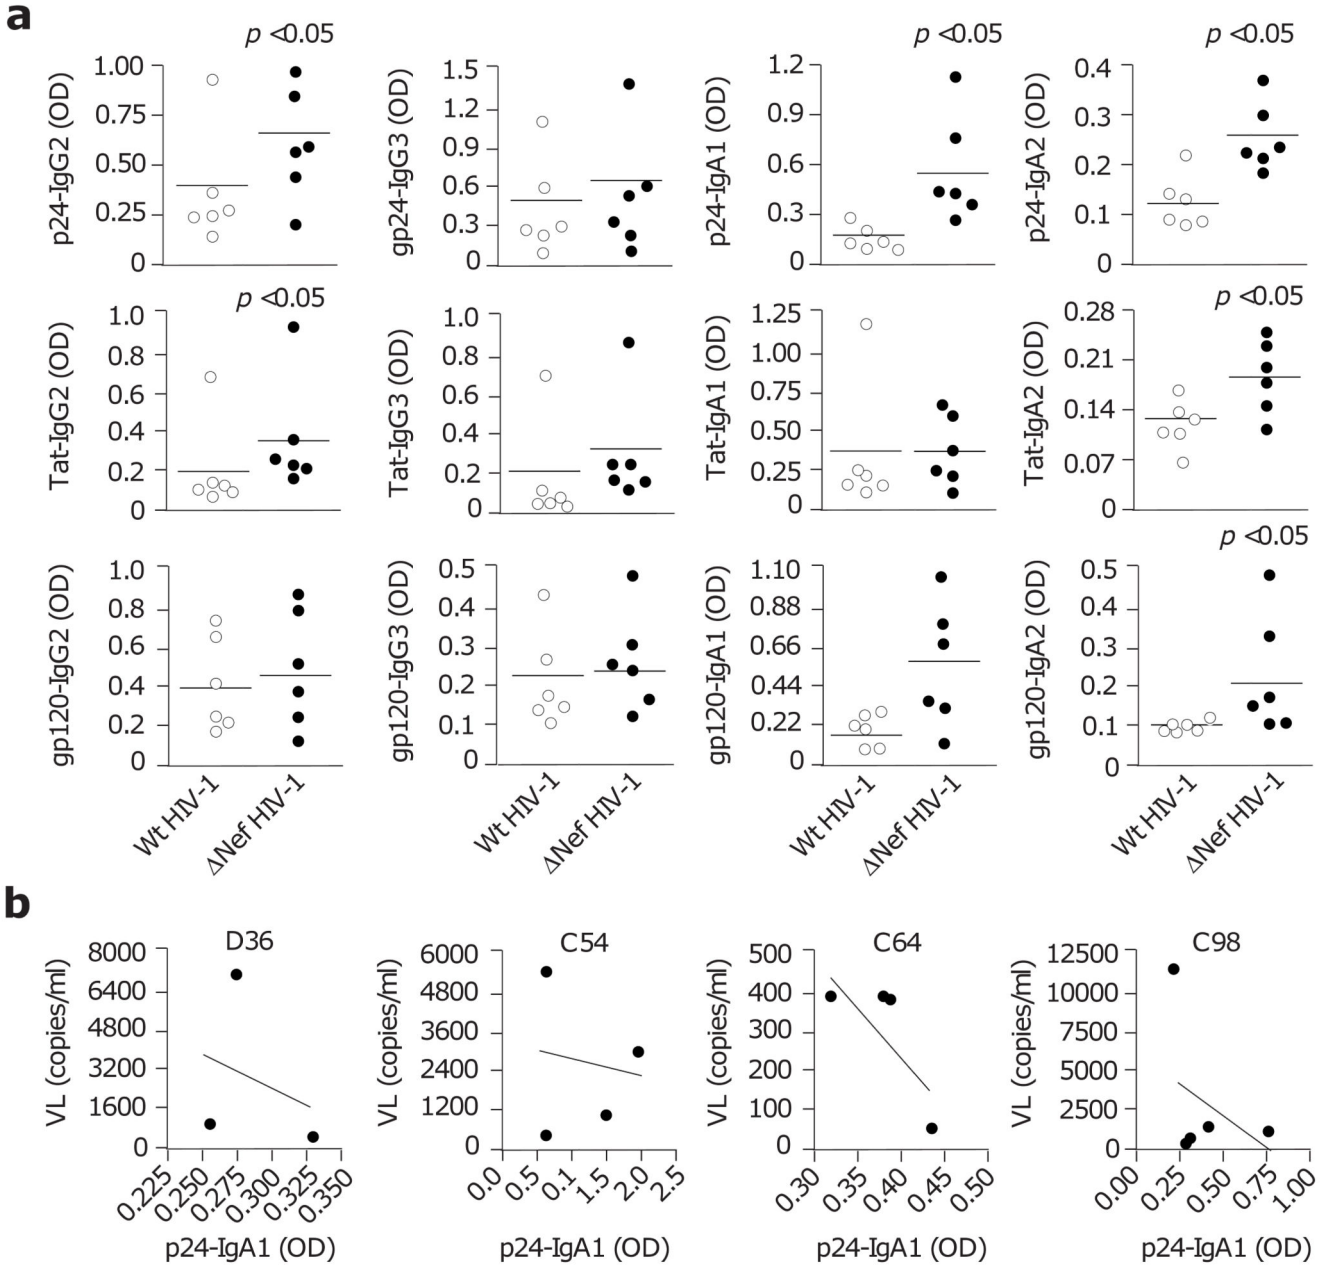 a
p <0.05
p <0.05
p <0.05
p24-IgG2 (OD)
1.00
0.75
0.50
0.25
0
gp24-IgG3 (OD)
1.5
1.2
0.9
0.6
0.3
0
p24-IgA1 (OD)
1.2
0.9
0.6
0.3
0
p24-IgA2 (OD)
0.4
0.3
0.2
0.1
0
p <0.05
p <0.05
Tat-IgG2 (OD)
1.0
0.8
0.6
0.4
0.2
0
Tat-IgG3 (OD)
1.0
0.8
0.6
0.4
0.2
0
Tat-IgA1 (OD)
1.25
1.00
0.75
0.50
0.25
0
Tat-IgA2 (OD)
0.28
0.21
0.14
0.07
0
p <0.05
gp120-IgG2 (OD)
1.0
0.8
0.6
0.4
0.2
0
gp120-IgG3 (OD)
0.5
0.4
0.3
0.2
0.1
0
gp120-IgA1 (OD)
1.10
0.88
0.66
0.44
0.22
0
gp120-IgA2 (OD)
0.5
0.4
0.3
0.2
0.1
0
Wt HIV-1
ΔNef HIV-1
Wt HIV-1
ΔNef HIV-1
Wt HIV-1
ΔNef HIV-1
Wt HIV-1
ΔNef HIV-1
b
D36
VL (copies/ml)
8000
6400
4800
3200
1600
0
0.225
0.250
0.275
0.300
0.325
0.350
p24-IgA1 (OD)
C54
VL (copies/ml)
6000
4800
3600
2400
1200
0
0.0
0.5
0.1
1.5
2.0
2.5
p24-IgA1 (OD)
C64
VL (copies/ml)
500
400
300
200
100
0
0.30
0.35
0.40
0.45
0.50
p24-IgA1 (OD)
C98
VL (copies/ml)
12500
10000
7500
5000
2500
0
0.00
0.25
0.50
0.75
1.00
p24-IgA1 (OD)